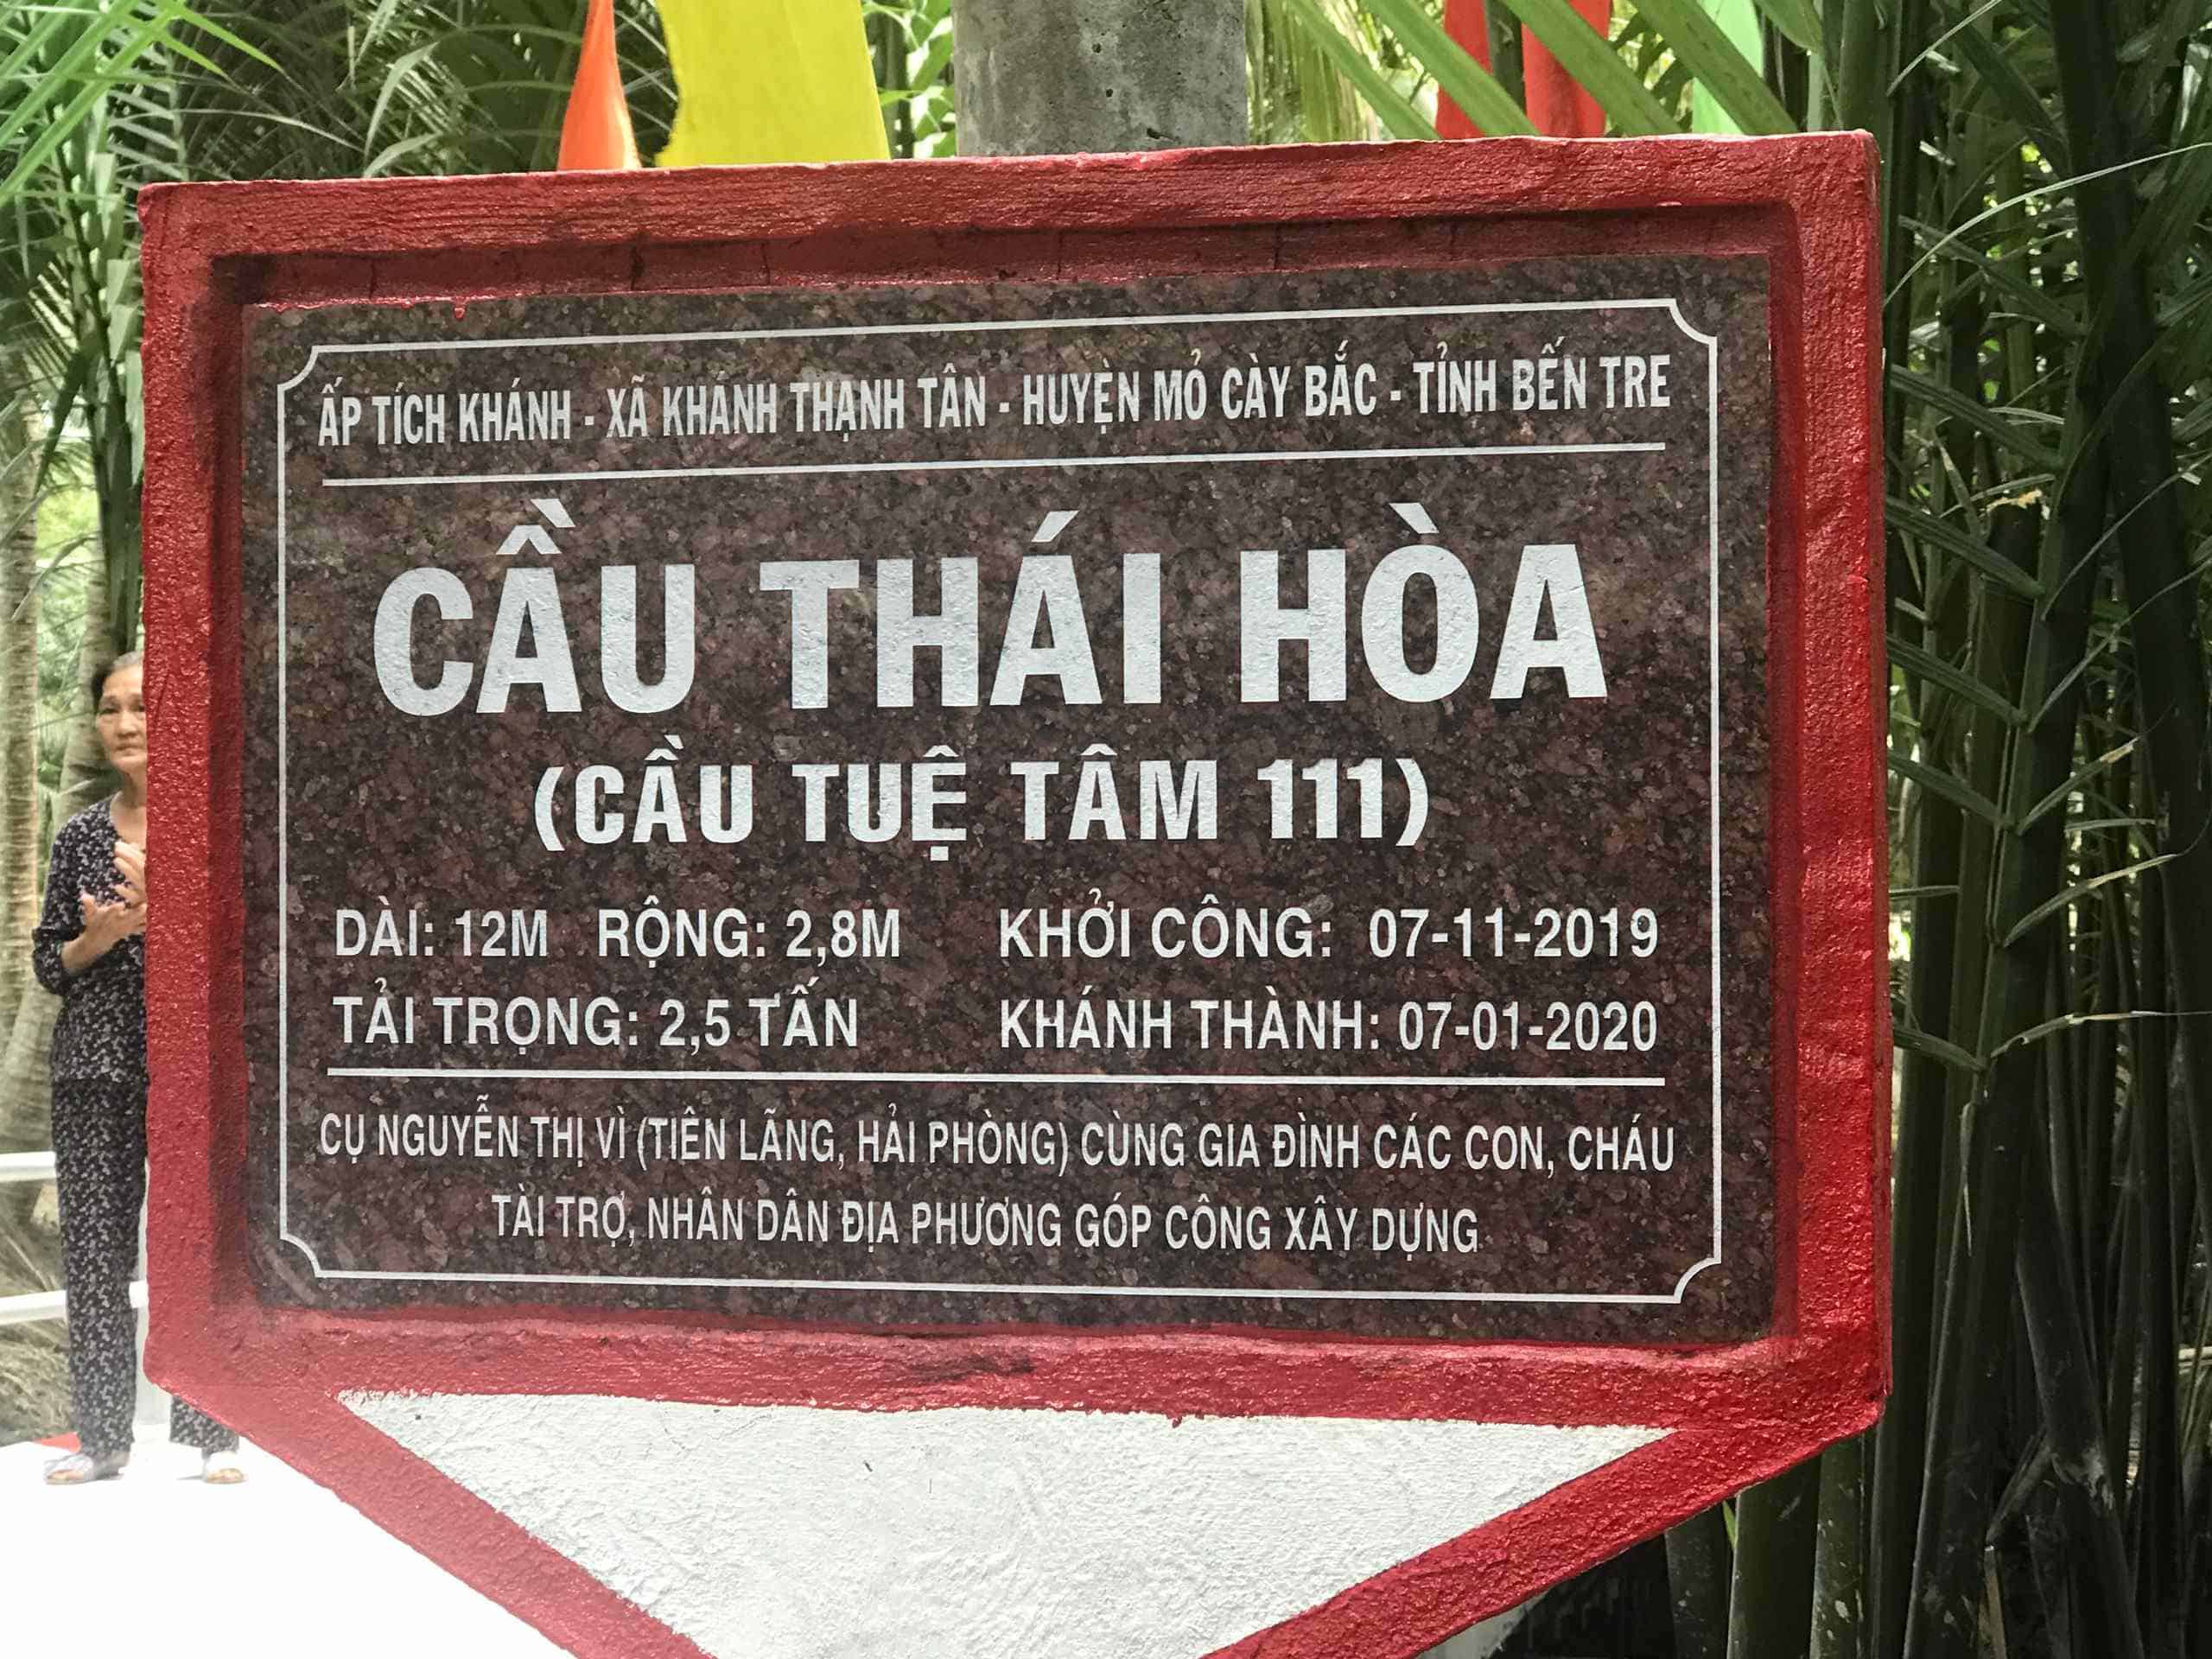 ẤP TÍCH KHÁNH - XÃ KHÁNH THẠNH TÂN - HUYỆN MỎ CÀY BẮC - TỈNH BẾN TRE
CẦU THÁI HÒA
(CẦU TUỆ TÂM 111)
DÀI: 12M RỘNG: 2,8M KHỞI CÔNG: 07-11-2019
TẢI TRỌNG: 2,5 TẤN KHÁNH THÀNH: 07-01-2020
CỤ NGUYỄN THỊ VÌ (TIÊN LÃNG, HẢI PHÒNG) CÙNG GIA ĐÌNH CÁC CON, CHÁU
TÀI TRỢ, NHÂN DÂN ĐỊA PHƯƠNG GÓP CÔNG XÂY DỰNG